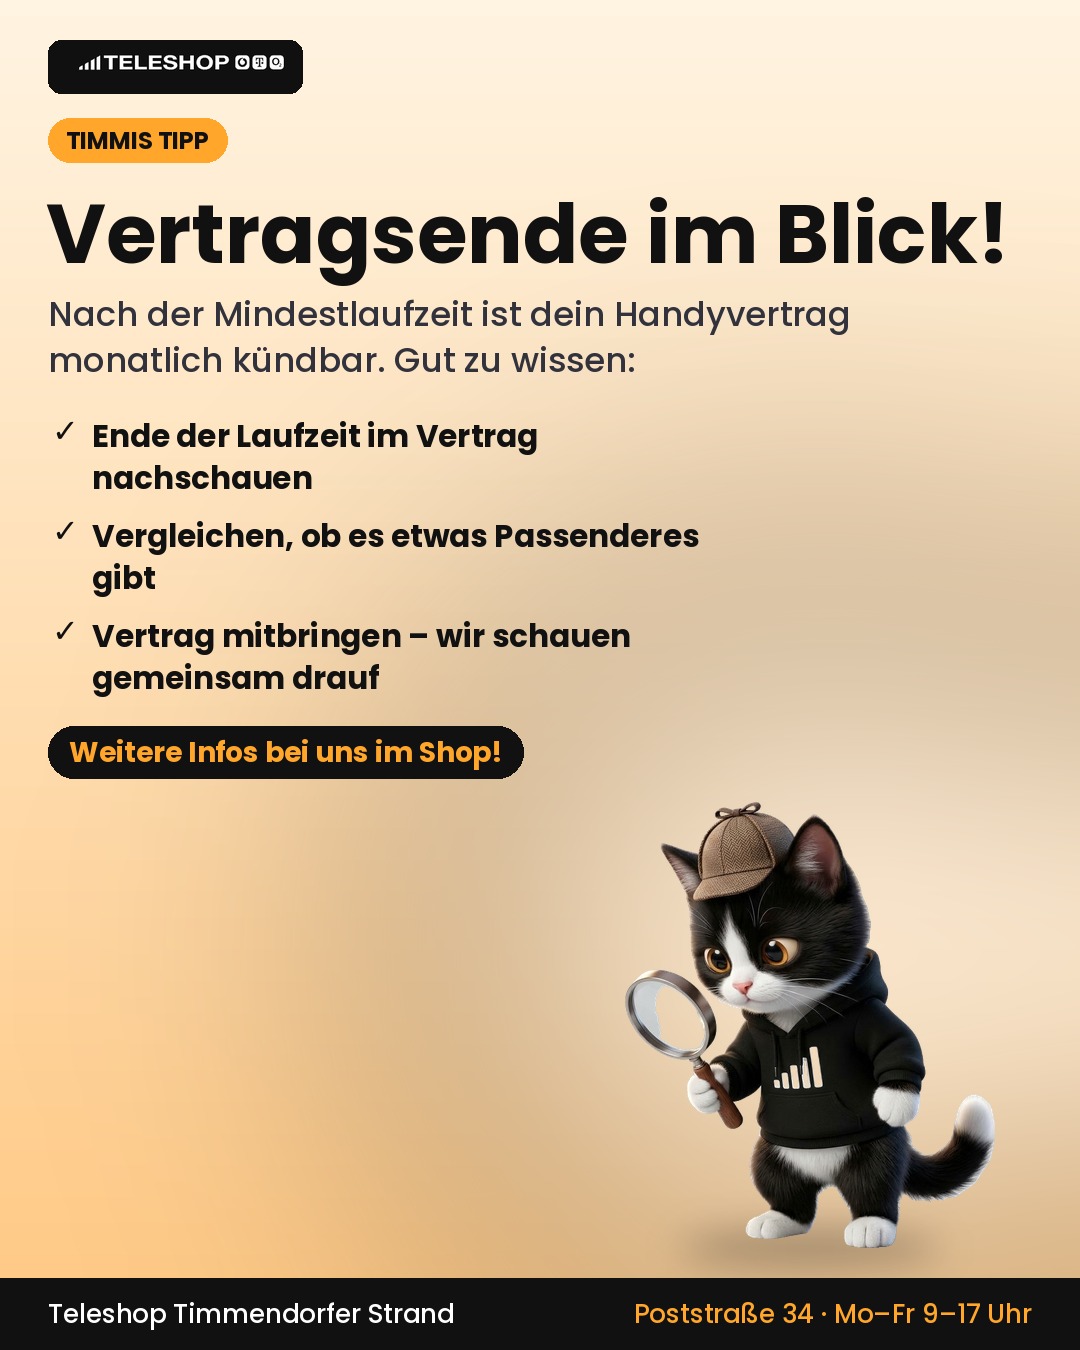 TELESHOP
TIMMIS TIPP
Vertragsende im Blick!
Nach der Mindestlaufzeit ist dein Handyvertrag
monatlich kündbar. Gut zu wissen:
✓ Ende der Laufzeit im Vertrag
nachschauen
✓ Vergleichen, ob es etwas Passenderes
gibt
✓ Vertrag mitbringen – wir schauen
gemeinsam drauf
Weitere Infos bei uns im Shop!
Teleshop Timmendorfer Strand
Poststraße 34 · Mo–Fr 9–17 Uhr